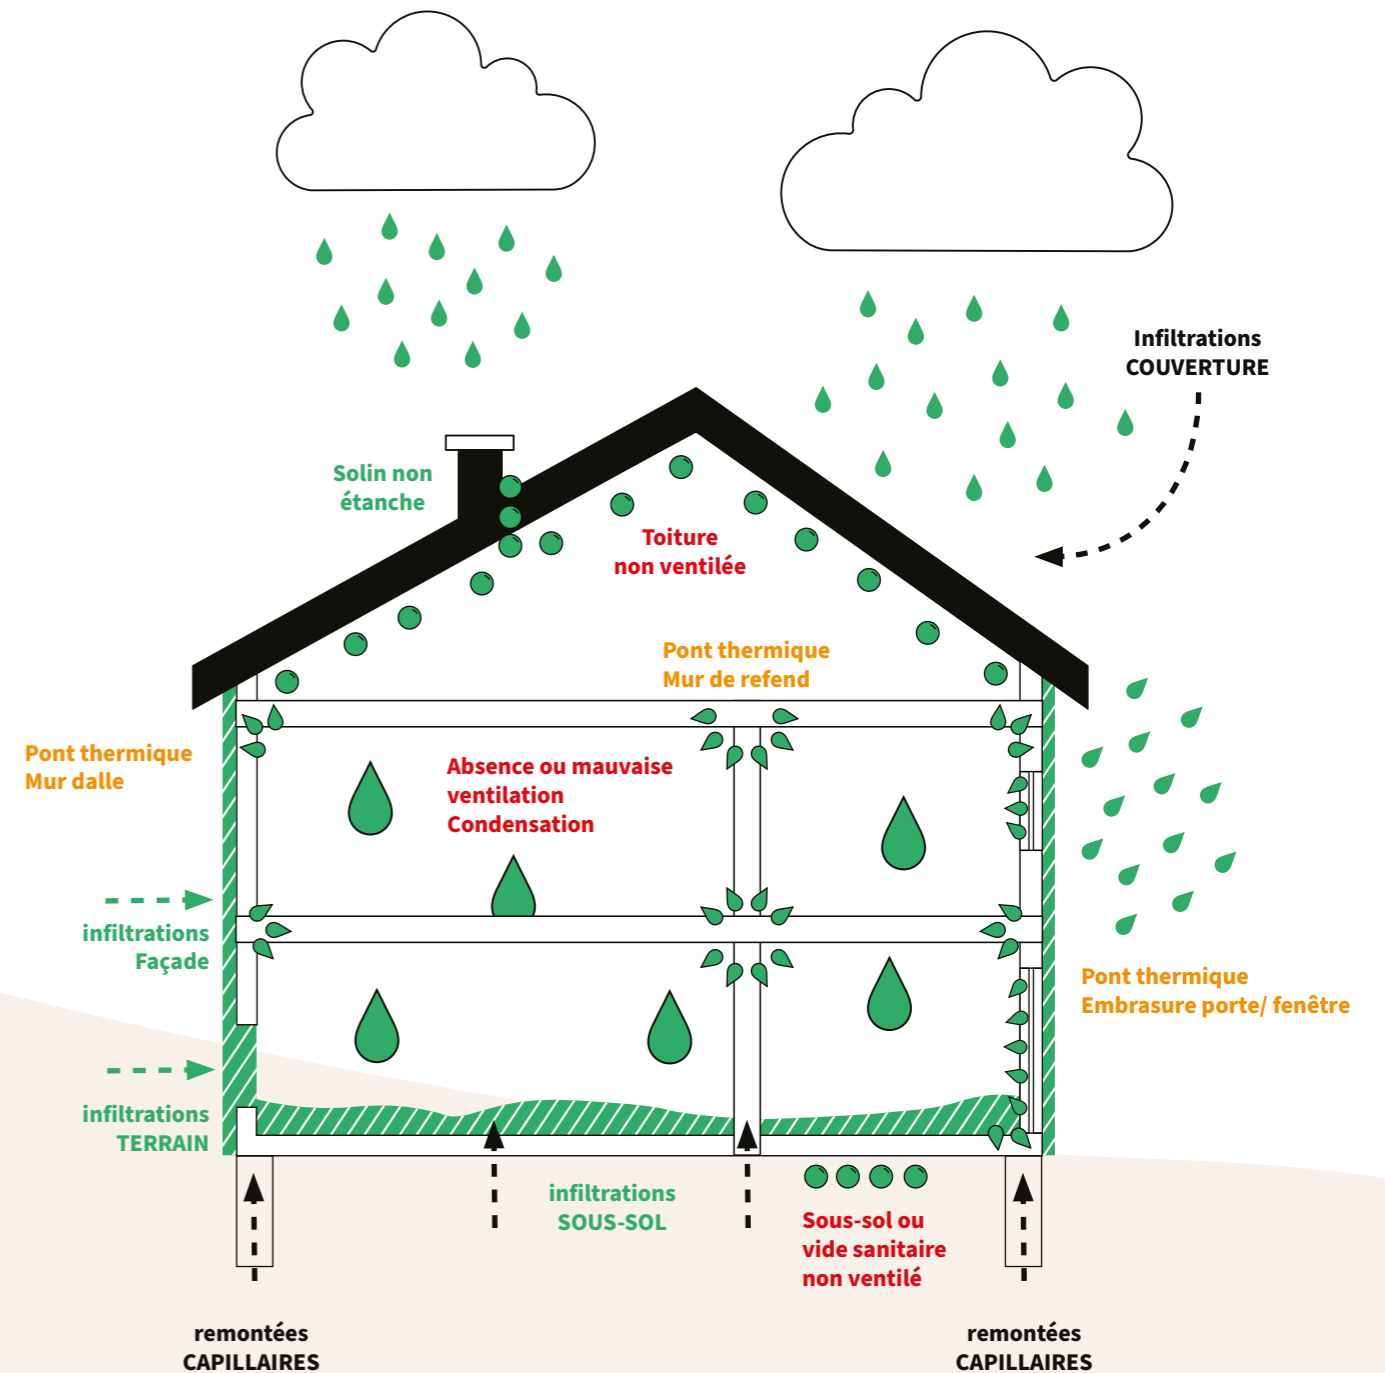 Infiltrations
COUVERTURE
Solin non
étanche
Toiture
non ventilée
Pont thermique
Mur de refend
Pont thermique
Mur dalle
Absence ou mauvaise
ventilation
Condensation
infiltrations
Façade
Pont thermique
Embrasure porte/ fenêtre
infiltrations
TERRAIN
infiltrations
SOUS-SOL
Sous-sol ou
vide sanitaire
non ventilé
remontées
CAPILLAIRES
remontées
CAPILLAIRES